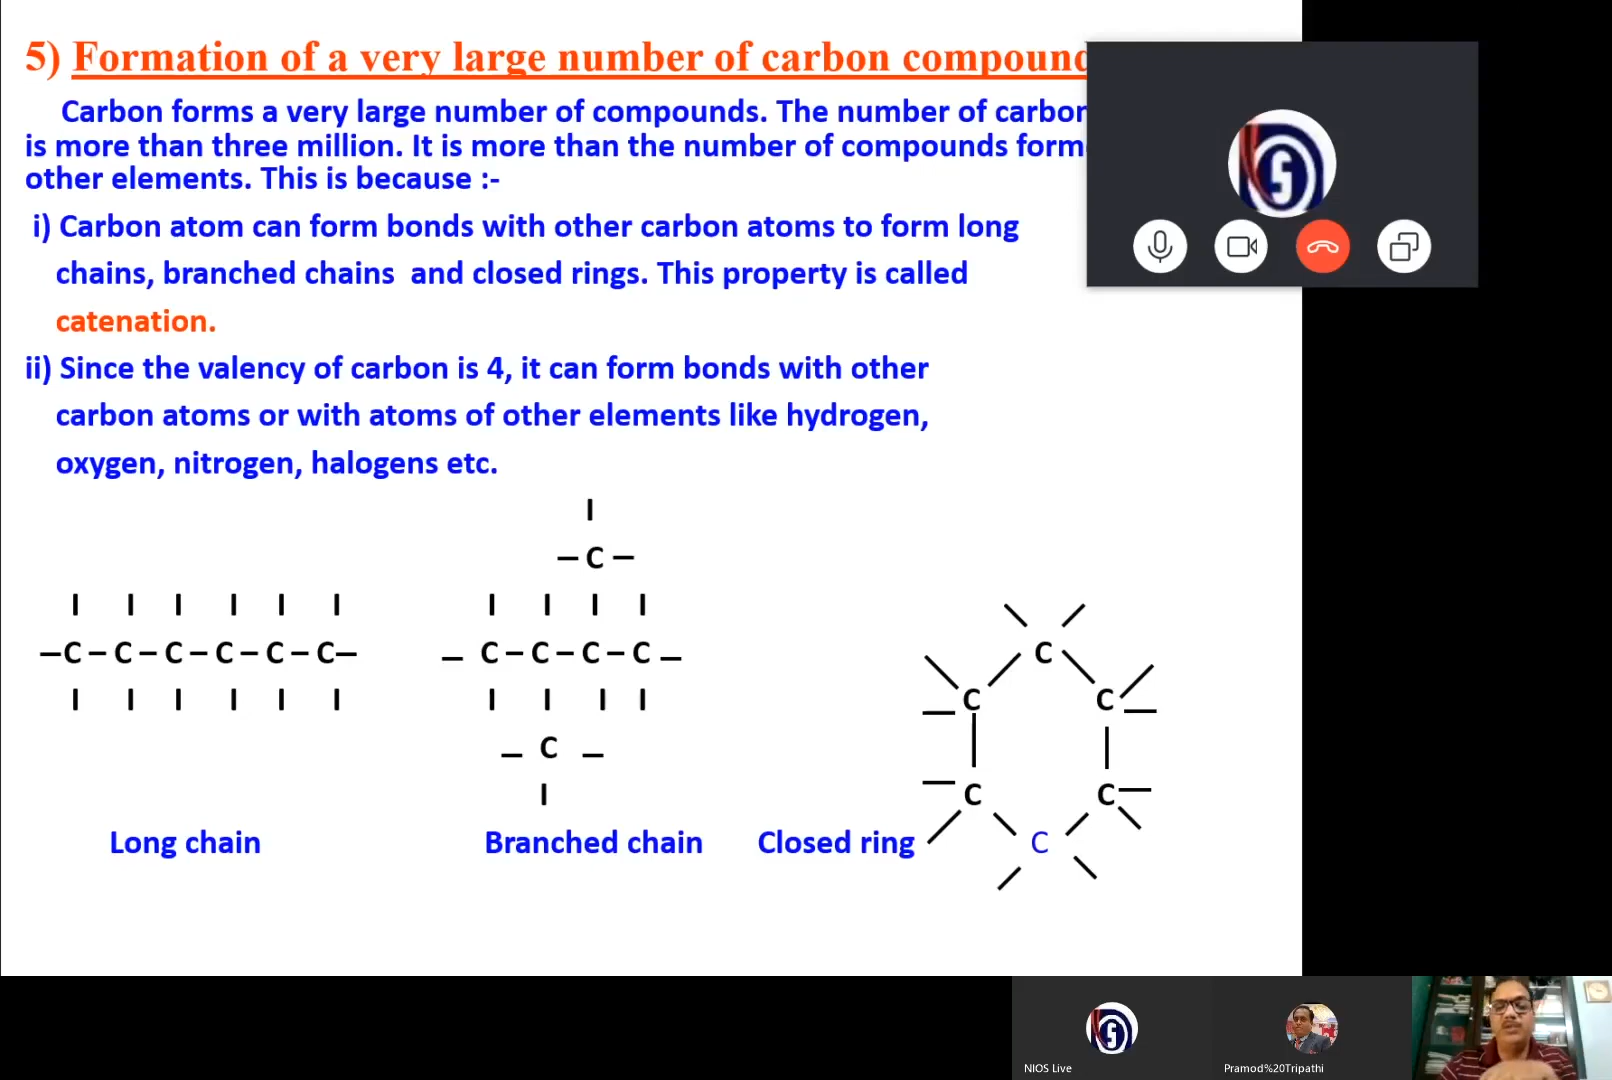 5) Formation of a very large number of carbon compound
Carbon forms a very large number of compounds. The number of carbon
is more than three million. It is more than the number of compounds form
other elements. This is because :-
i) Carbon atom can form bonds with other carbon atoms to form long
chains, branched chains and closed rings. This property is called
catenation.
ii) Since the valency of carbon is 4, it can form bonds with other
carbon atoms or with atoms of other elements like hydrogen,
oxygen, nitrogen, halogens etc.
– C –
– C – C – C – C – C – C –
– C – C – C – C –
– C –
C
C C
C C
C
Long chain
Branched chain
Closed ring
NIOS Live
Pramod%20Tripathi